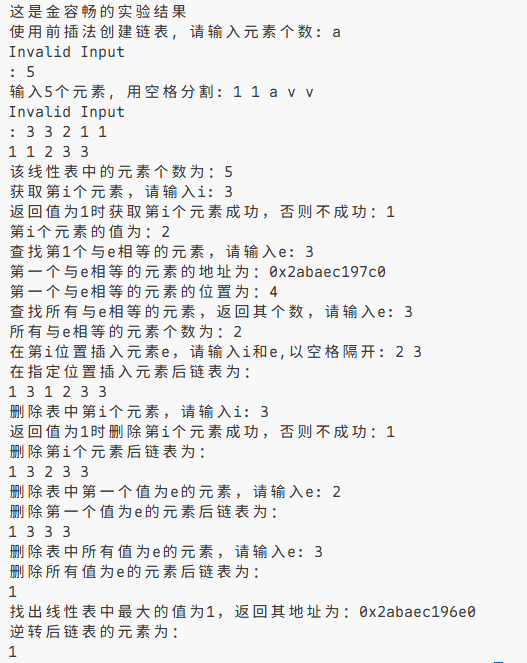 这是金容畅的实验结果
使用前插法创建链表，请输入元素个数: a
Invalid Input
: 5
输入5个元素，用空格分割: 1 1 a v v
Invalid Input
: 3 3 2 1 1
1 1 2 3 3
该线性表中的元素个数为：5
获取第i个元素，请输入i: 3
返回值为1时获取第i个元素成功，否则不成功：1
第i个元素的值为：2
查找第1个与e相等的元素，请输入e: 3
第一个与e相等的元素的地址为：0x2abaec197c0
第一个与e相等的元素的位置为：4
查找所有与e相等的元素，返回其个数，请输入e: 3
所有与e相等的元素个数为：2
在第i位置插入元素e，请输入i和e,以空格隔开: 2 3
在指定位置插入元素后链表为：
1 3 1 2 3 3
删除表中第i个元素，请输入i: 3
返回值为1时删除第i个元素成功，否则不成功：1
删除第i个元素后链表为：
1 3 2 3 3
删除表中第一个值为e的元素，请输入e: 2
删除第一个值为e的元素后链表为：
1 3 3 3
删除表中所有值为e的元素，请输入e: 3
删除所有值为e的元素后链表为：
1
找出线性表中最大的值为1，返回其地址为：0x2abaec196e0
逆转后链表的元素为：
1